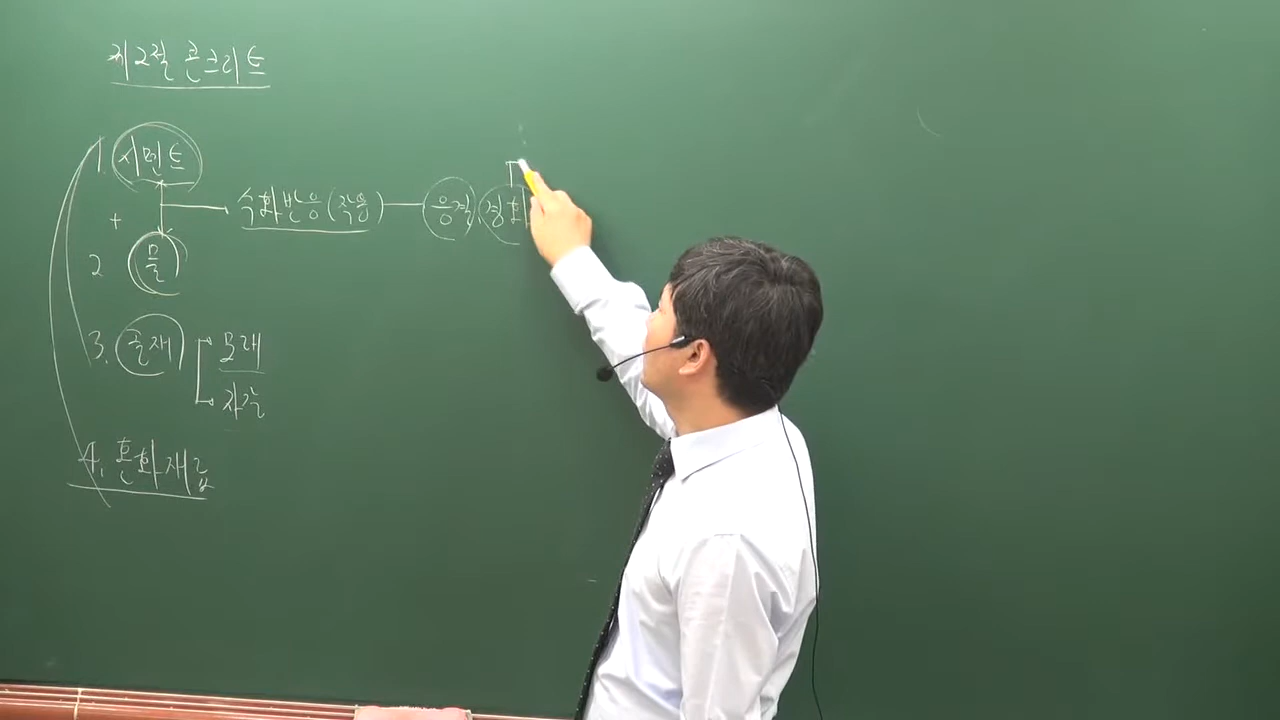 제2절 콘크리트
1. 시멘트
+
수화반응(작용) — 응결, 경화
2 물
3. 골재
모래
자갈
4. 혼화재료